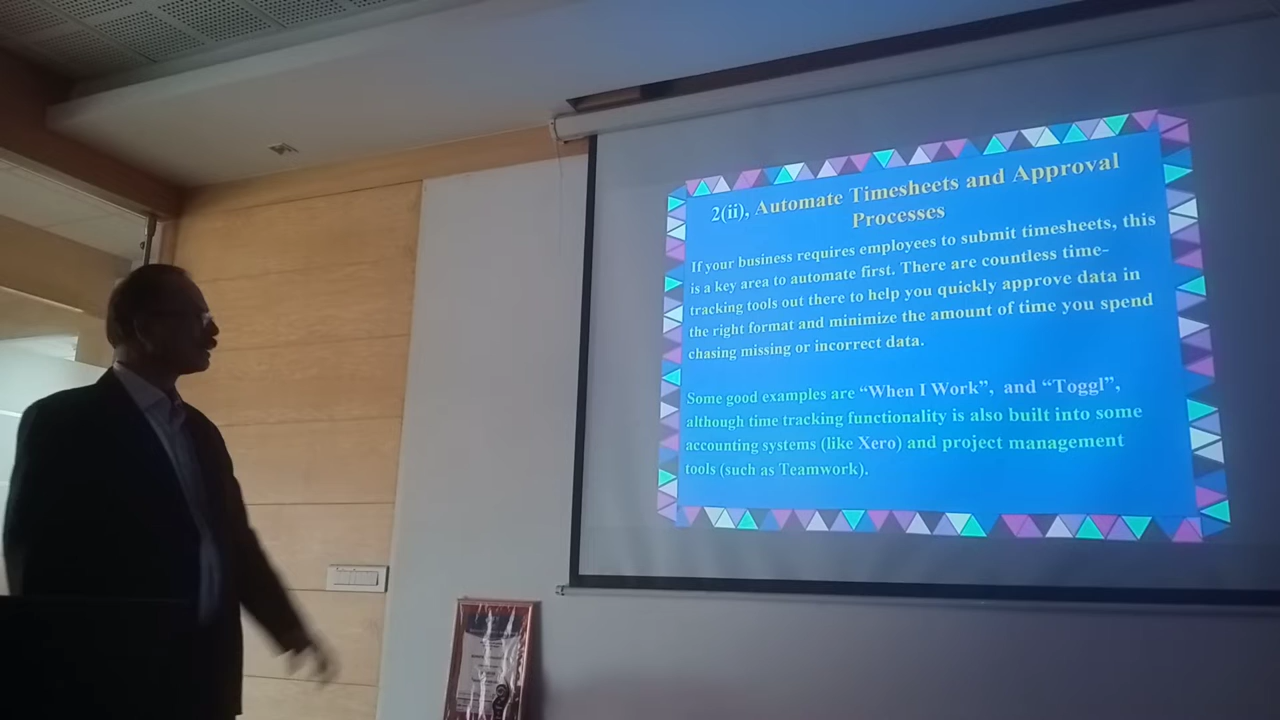 2(ii), Automate Timesheets and Approval
Processes
If your business requires employees to submit timesheets, this
is a key area to automate first. There are countless time-
tracking tools out there to help you quickly approve data in
the right format and minimize the amount of time you spend
chasing missing or incorrect data.
Some good examples are “When I Work”, and “Toggl”,
although time tracking functionality is also built into some
accounting systems (like Xero) and project management
tools (such as Teamwork).